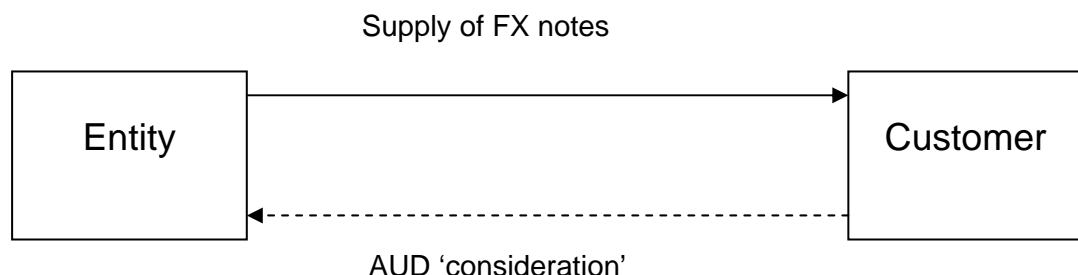 Supply of FX notes
Entity
Customer
AUD ‘consideration’